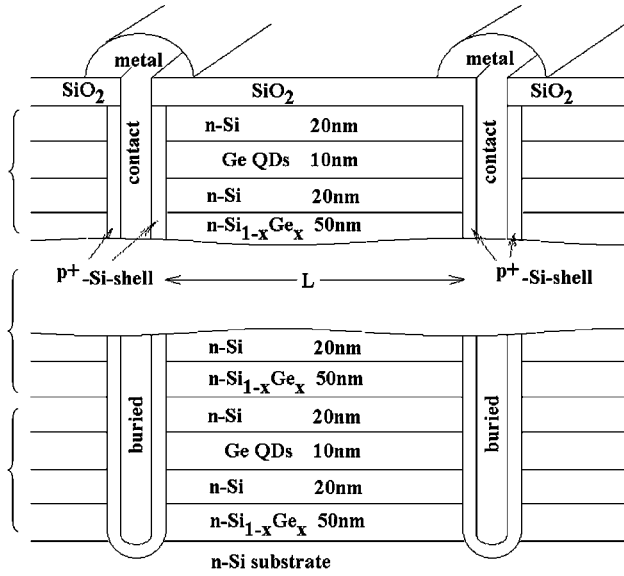 metal metal
SiO2 SiO2 SiO2
n-Si 20nm
contact
contact
Ge QDs 10nm
n-Si 20nm
n-Si1-xGex 50nm
p+-Si-shell L p+-Si-shell
n-Si 20nm
n-Si1-xGex 50nm
buried
buried
n-Si 20nm
Ge QDs 10nm
n-Si 20nm
n-Si1-xGex 50nm
n-Si substrate